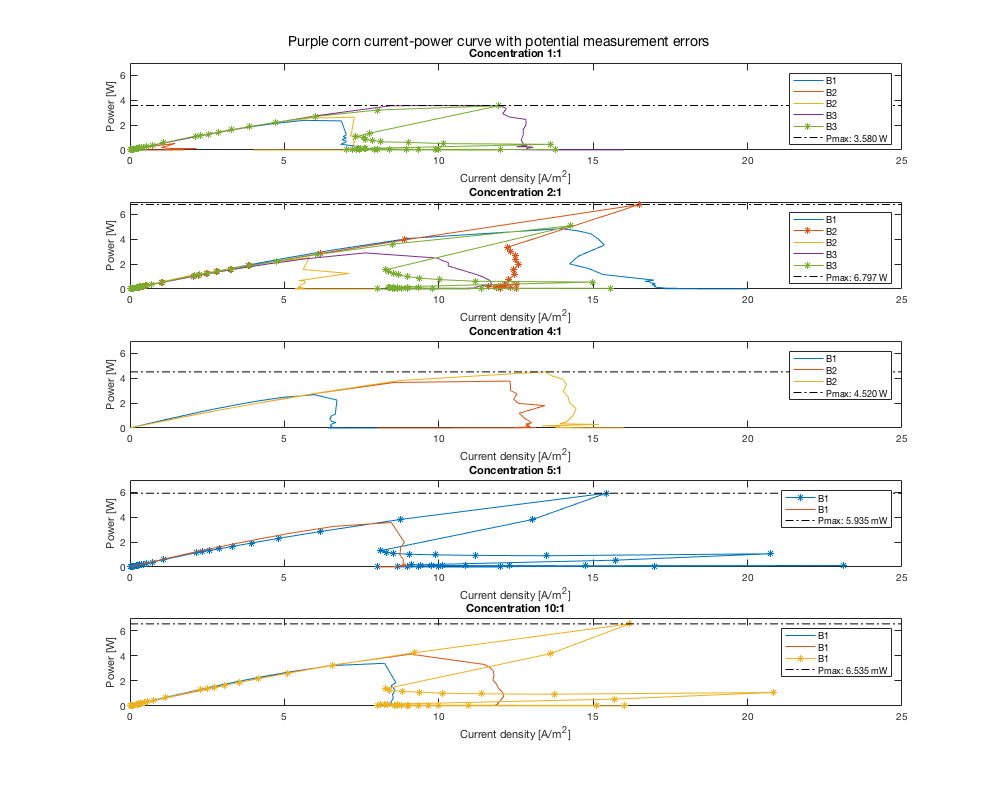 Purple corn current-power curve with potential measurement errors
Concentration 1:1
Power [W]
6
4
2
0
0 5 10 15 20 25
Current density [A/m²]
B1
B2
B2
B3
B3
Pmax: 3.580 W
Concentration 2:1
Power [W]
6
4
2
0
0 5 10 15 20 25
Current density [A/m²]
B1
B2
B2
B3
B3
Pmax: 6.797 W
Concentration 4:1
Power [W]
6
4
2
0
0 5 10 15 20 25
Current density [A/m²]
B1
B2
B2
Pmax: 4.520 W
Concentration 5:1
Power [W]
6
4
2
0
0 5 10 15 20 25
Current density [A/m²]
B1
B1
Pmax: 5.935 mW
Concentration 10:1
Power [W]
6
4
2
0
0 5 10 15 20 25
Current density [A/m²]
B1
B1
B1
Pmax: 6.535 mW